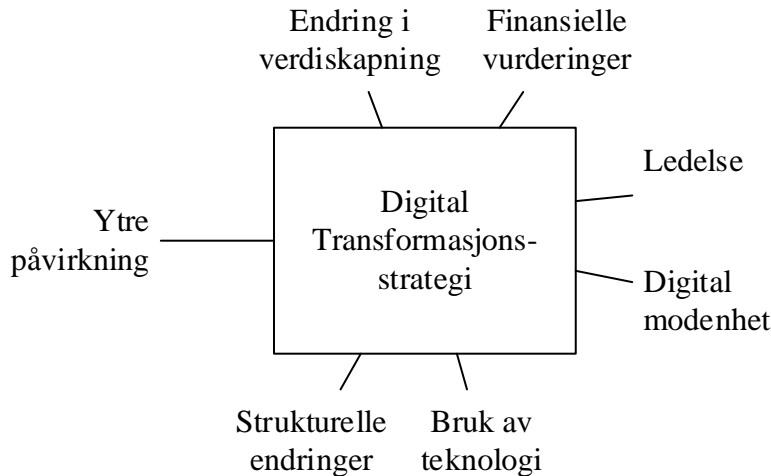 Endring i
verdiskapning
Finansielle
vurderinger
Ledelse
Digital
Transformasjons-
strategi
Ytre
påvirkning
Digital
modenhet
Strukturelle
endringer
Bruk av
teknologi